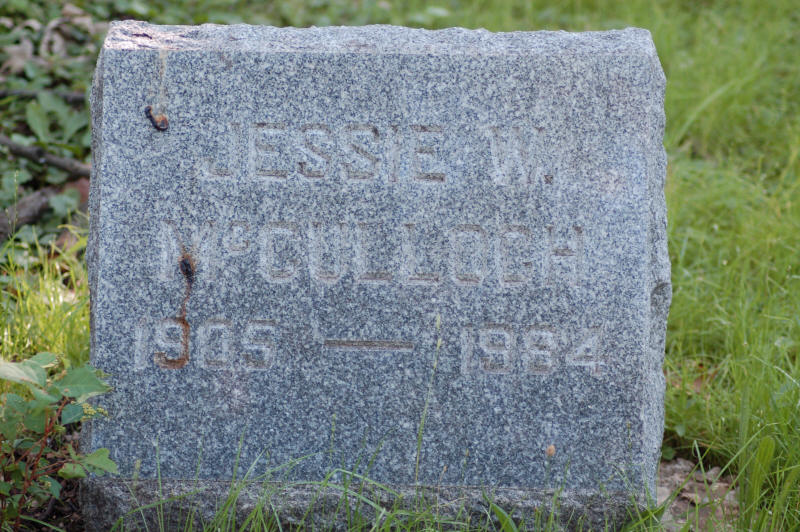 JESSIE W.
McCULLOCH
1905 — 1984